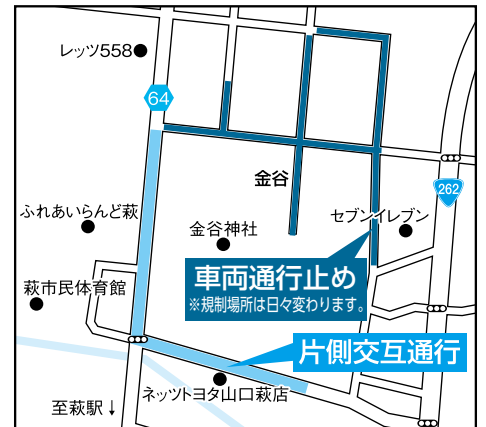 レッツ558
64
金谷
262
ふれあいらんど萩
金谷神社
セブンイレブン
車両通行止め
※規制場所は日々変わります。
萩市民体育館
片側交互通行
ネッツトヨタ山口萩店
至萩駅↓